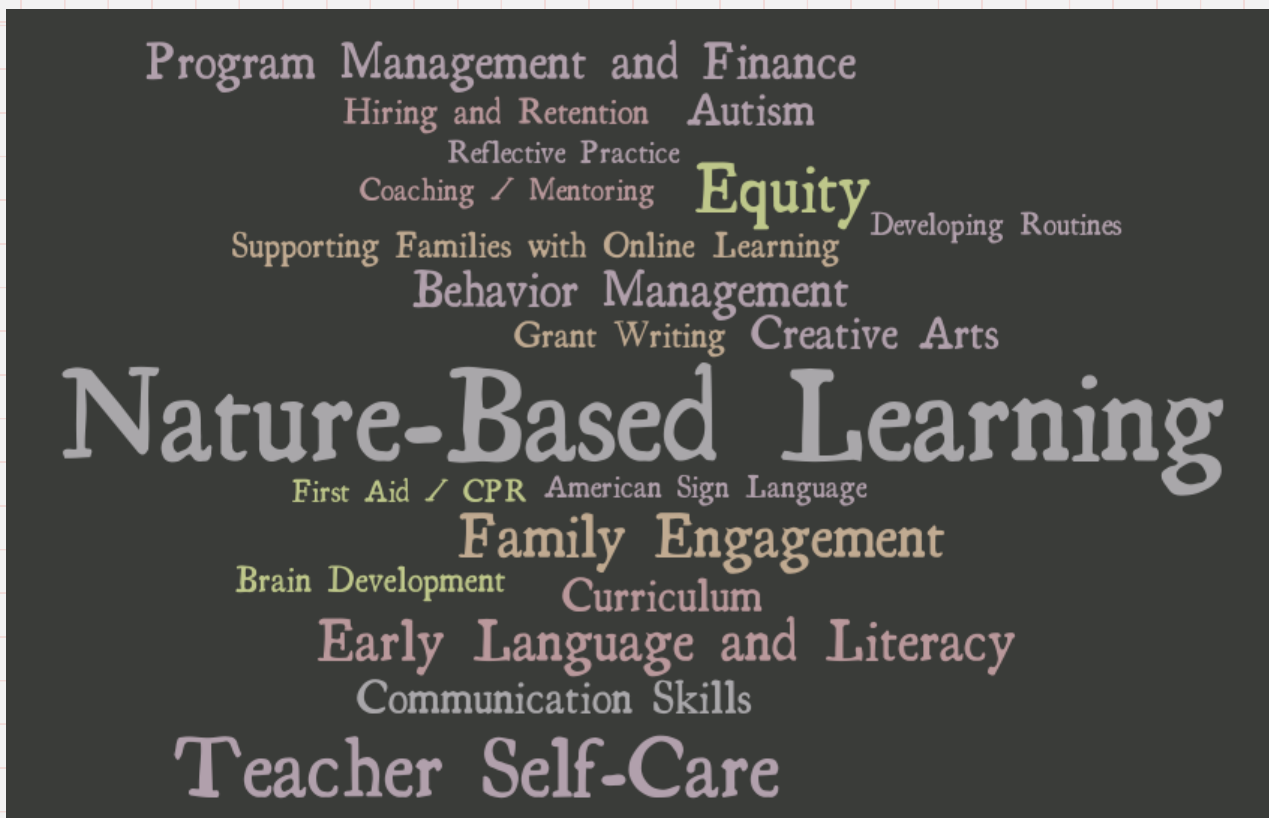 Program Management and Finance
Hiring and Retention
Autism
Reflective Practice
Coaching / Mentoring
Equity
Developing Routines
Supporting Families with Online Learning
Behavior Management
Grant Writing
Creative Arts
Nature-Based Learning
First Aid / CPR
American Sign Language
Family Engagement
Brain Development
Curriculum
Early Language and Literacy
Communication Skills
Teacher Self-Care